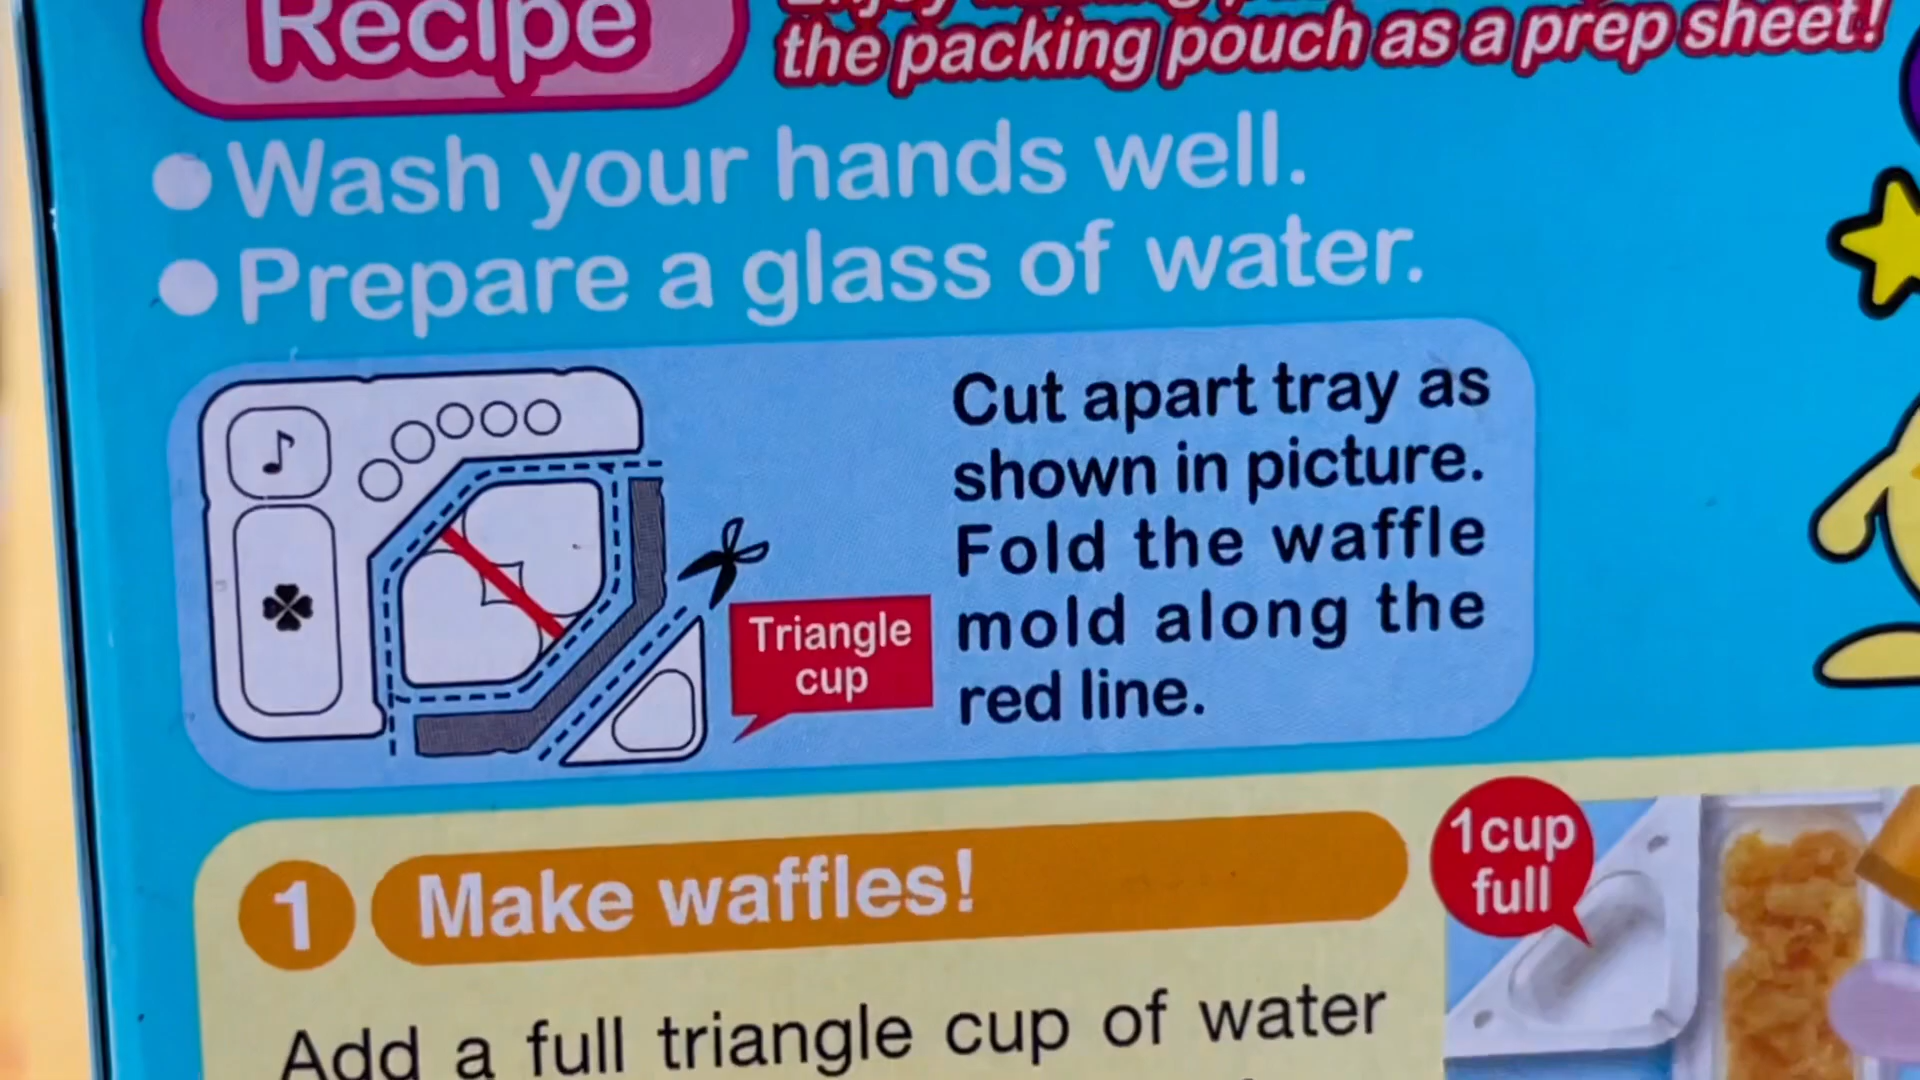 Recipe
the packing pouch as a prep sheet!
● Wash your hands well.
● Prepare a glass of water.
Cut apart tray as
shown in picture.
Fold the waffle
mold along the
red line.
Triangle
cup
1 Make waffles!
1cup
full
Add a full triangle cup of water